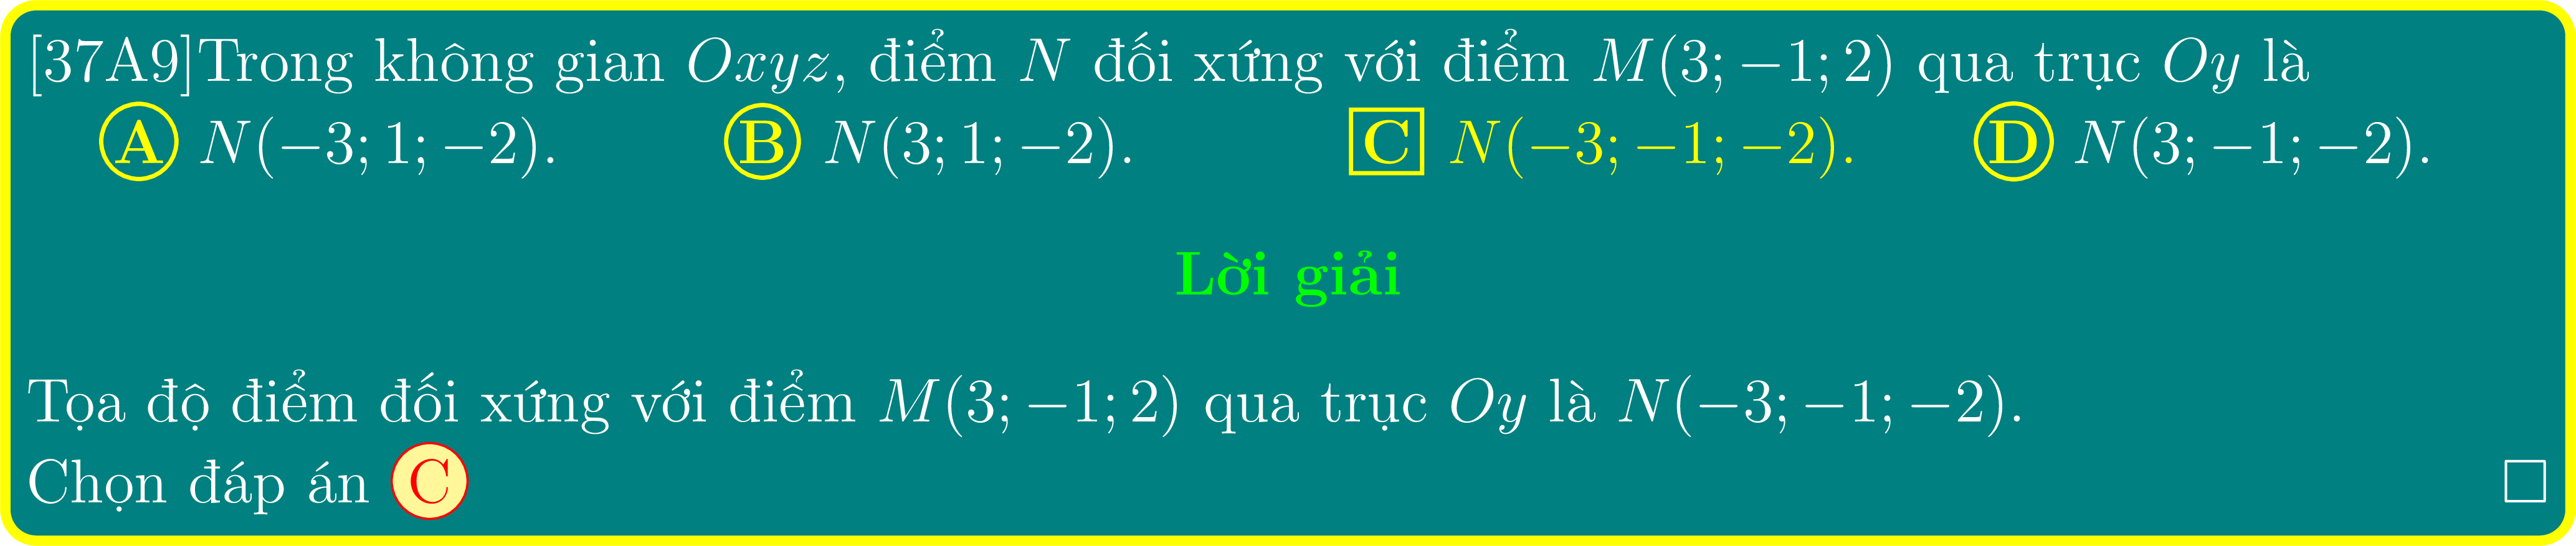 [37A9]Trong không gian Oxyz, điểm N đối xứng với điểm M(3; −1; 2) qua trục Oy là
A N(−3; 1; −2). B N(3; 1; −2). C N(−3; −1; −2). D N(3; −1; −2).
Lời giải
Tọa độ điểm đối xứng với điểm M(3; −1; 2) qua trục Oy là N(−3; −1; −2).
Chọn đáp án C □